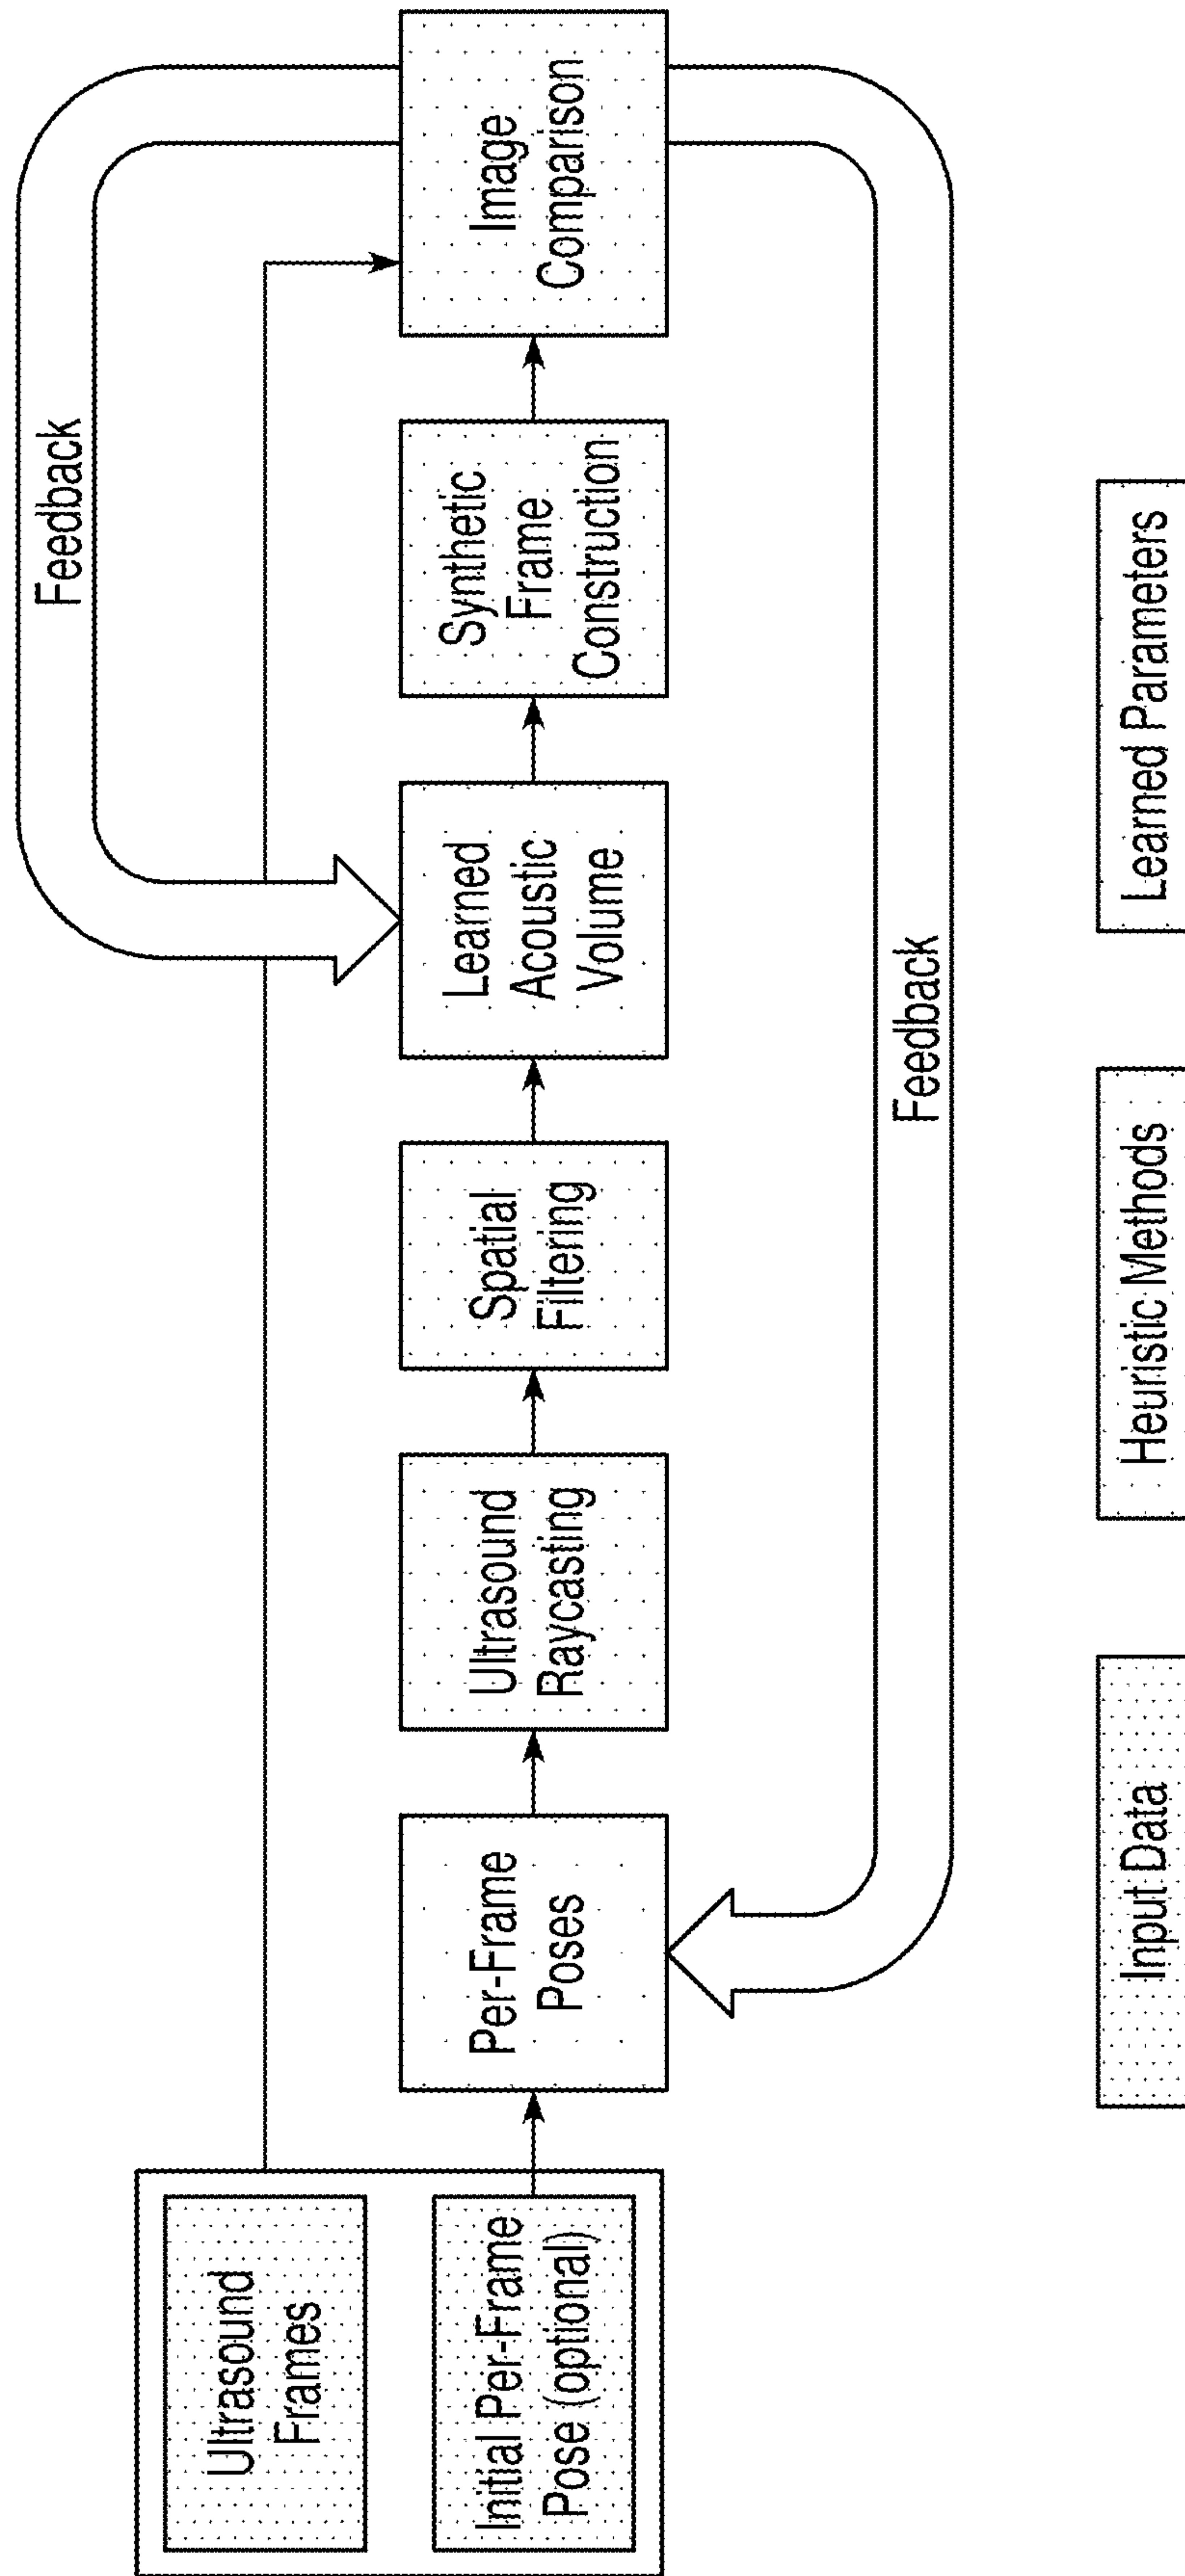 Feedback
Ultrasound
Frames
Initial Per-Frame
Pose (optional)
Per-Frame
Poses
Ultrasound
Raycasting
Spatial
Filtering
Learned
Acoustic
Volume
Synthetic
Frame
Construction
Image
Comparison
Feedback
Input Data
Heuristic Methods
Learned Parameters